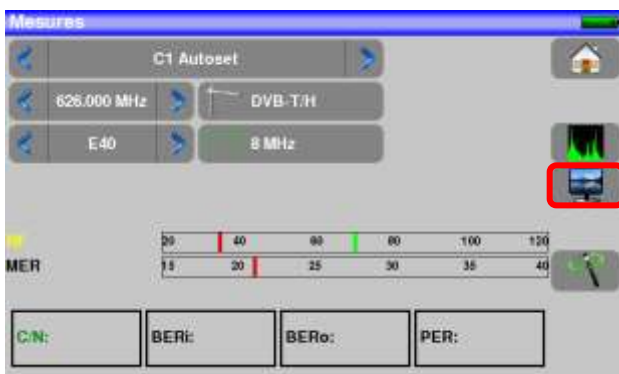 Mesures
C1 Autoset
626.000 MHz DVB-T/H
E40 8 MHz
20 40 60 80 100 120
MER 15 20 25 30 35 40
C/N: BERi: BERo: PER: